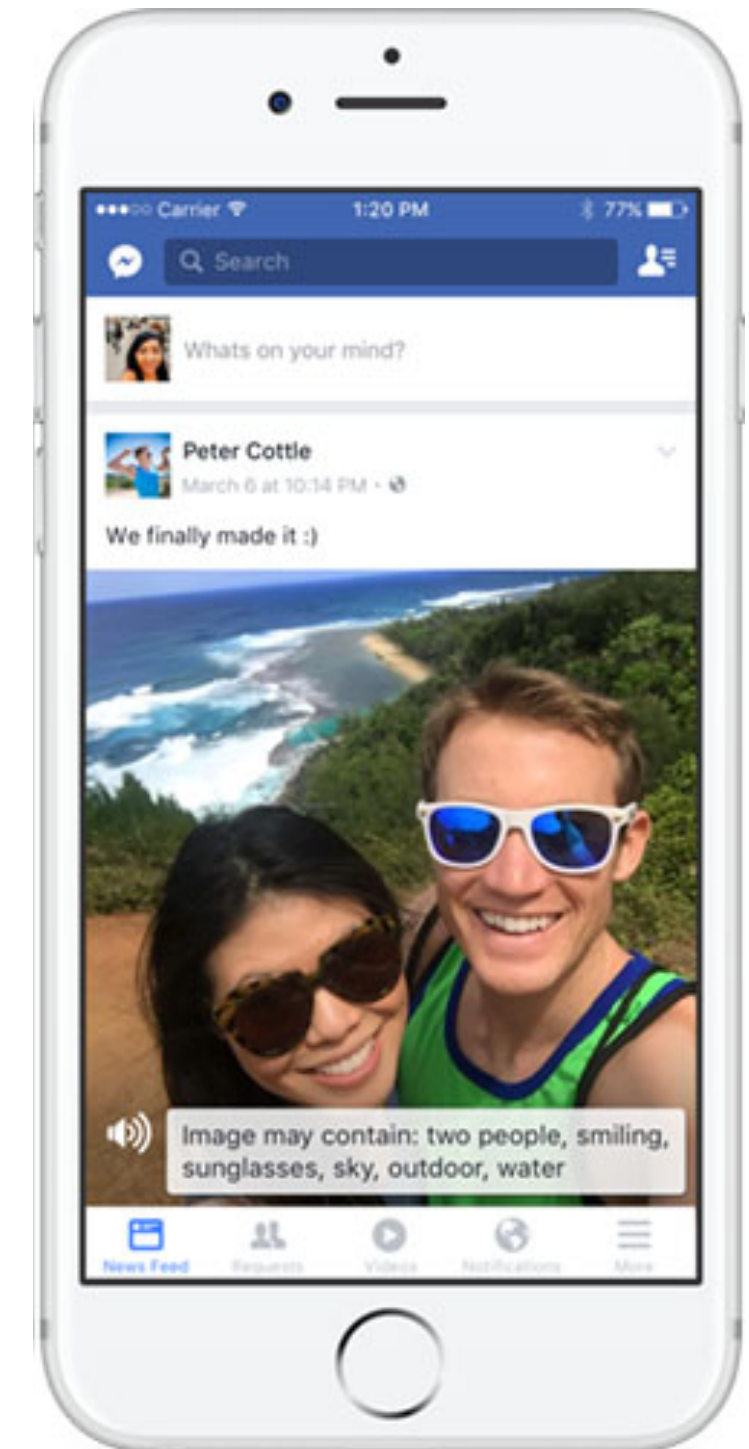 Carrier 1:20 PM 77%
Search
Whats on your mind?
Peter Cottle
March 6 at 10:14 PM
We finally made it :)
Image may contain: two people, smiling,
sunglasses, sky, outdoor, water
News Feed Requests Videos Notifications More